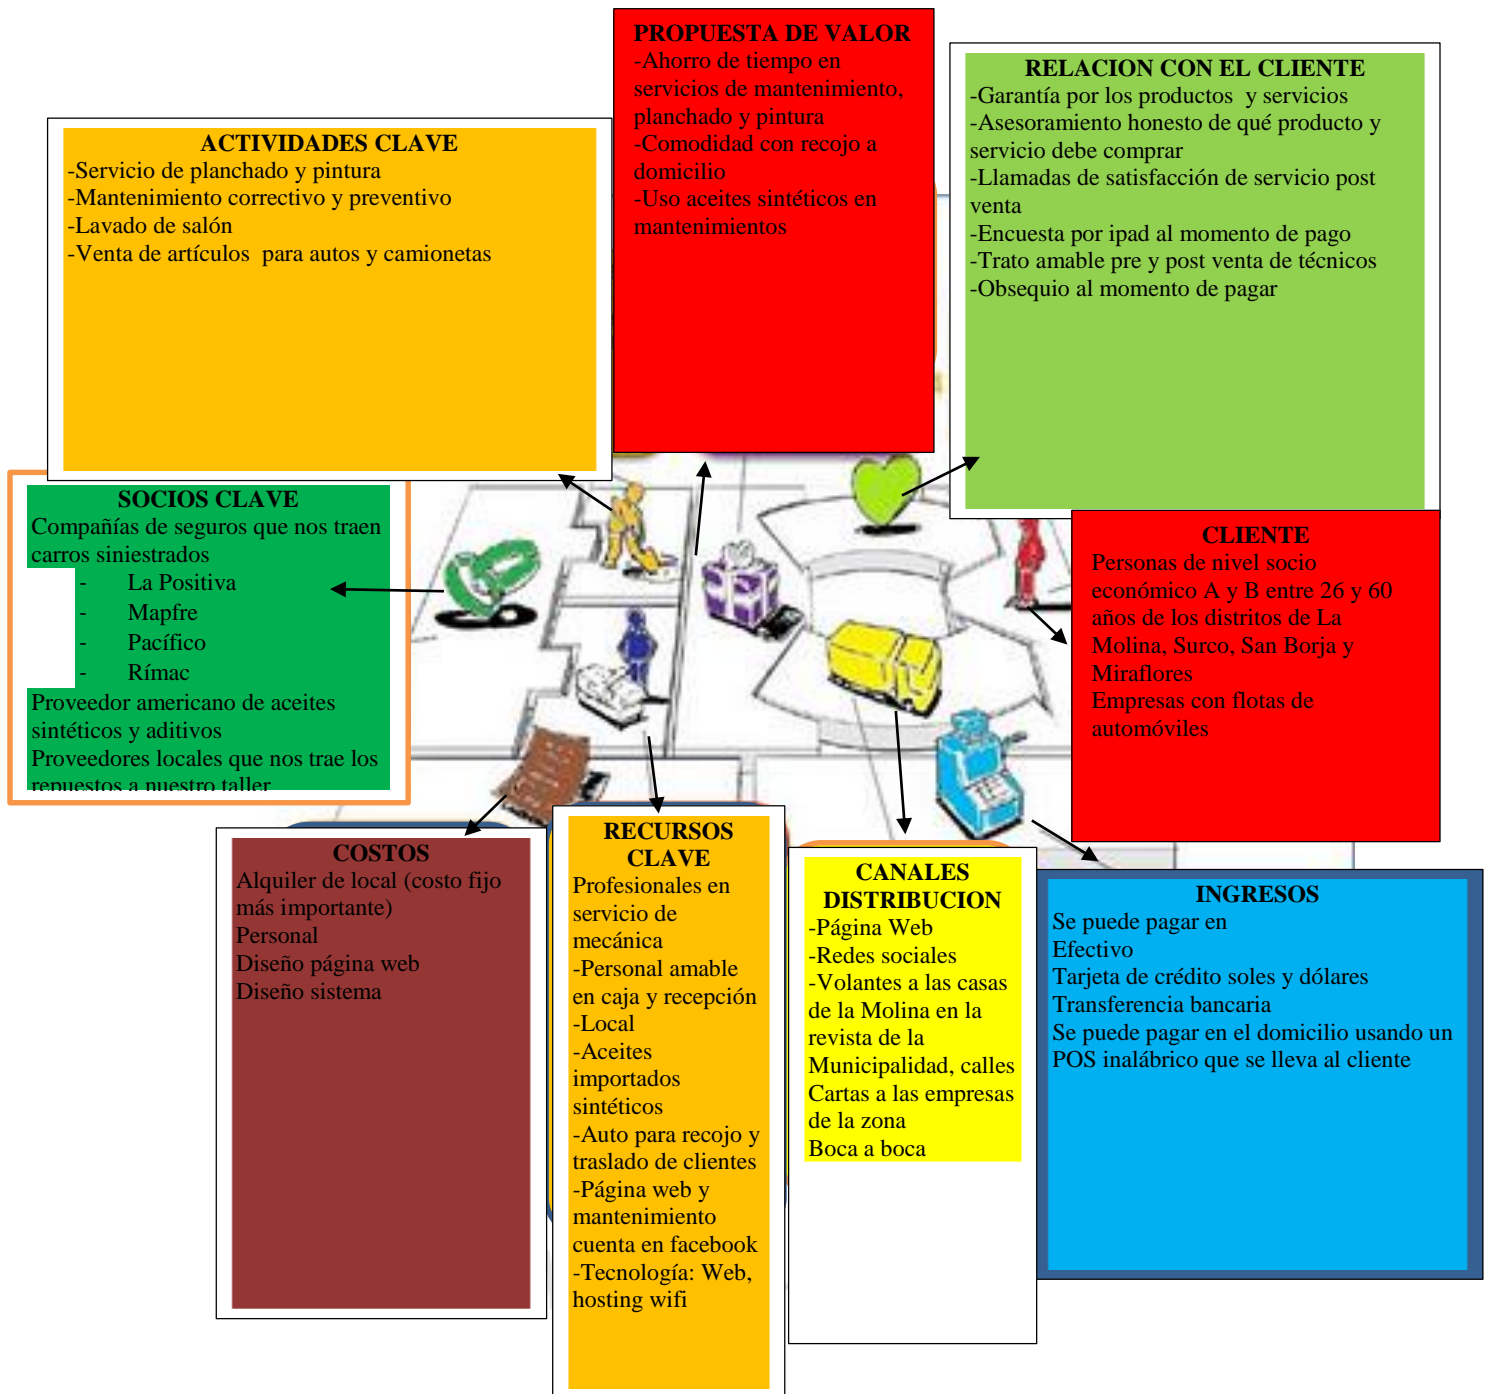 PROPUESTA DE VALOR
-Ahorro de tiempo en
servicios de mantenimiento,
planchado y pintura
-Comodidad con recojo a
domicilio
-Uso aceites sintéticos en
mantenimientos
RELACION CON EL CLIENTE
-Garantía por los productos  y servicios
-Asesoramiento honesto de qué producto y
servicio debe comprar
-Llamadas de satisfacción de servicio post
venta
-Encuesta por ipad al momento de pago
-Trato amable pre y post venta de técnicos
-Obsequio al momento de pagar
ACTIVIDADES CLAVE
-Servicio de planchado y pintura
-Mantenimiento correctivo y preventivo
-Lavado de salón
-Venta de artículos  para autos y camionetas
SOCIOS CLAVE
Compañías de seguros que nos traen
carros siniestrados
- La Positiva
- Mapfre
- Pacífico
- Rímac
Proveedor americano de aceites
sintéticos y aditivos
Proveedores locales que nos trae los
repuestos a nuestro taller
CLIENTE
Personas de nivel socio
económico A y B entre 26 y 60
años de los distritos de La
Molina, Surco, San Borja y
Miraflores
Empresas con flotas de
automóviles
COSTOS
Alquiler de local (costo fijo
más importante)
Personal
Diseño página web
Diseño sistema
RECURSOS
CLAVE
Profesionales en
servicio de
mecánica
-Personal amable
en caja y recepción
-Local
-Aceites
importados
sintéticos
-Auto para recojo y
traslado de clientes
-Página web y
mantenimiento
cuenta en facebook
-Tecnología: Web,
hosting wifi
CANALES
DISTRIBUCION
-Página Web
-Redes sociales
-Volantes a las casas
de la Molina en la
revista de la
Municipalidad, calles
Cartas a las empresas
de la zona
Boca a boca
INGRESOS
Se puede pagar en
Efectivo
Tarjeta de crédito soles y dólares
Transferencia bancaria
Se puede pagar en el domicilio usando un
POS inalábrico que se lleva al cliente